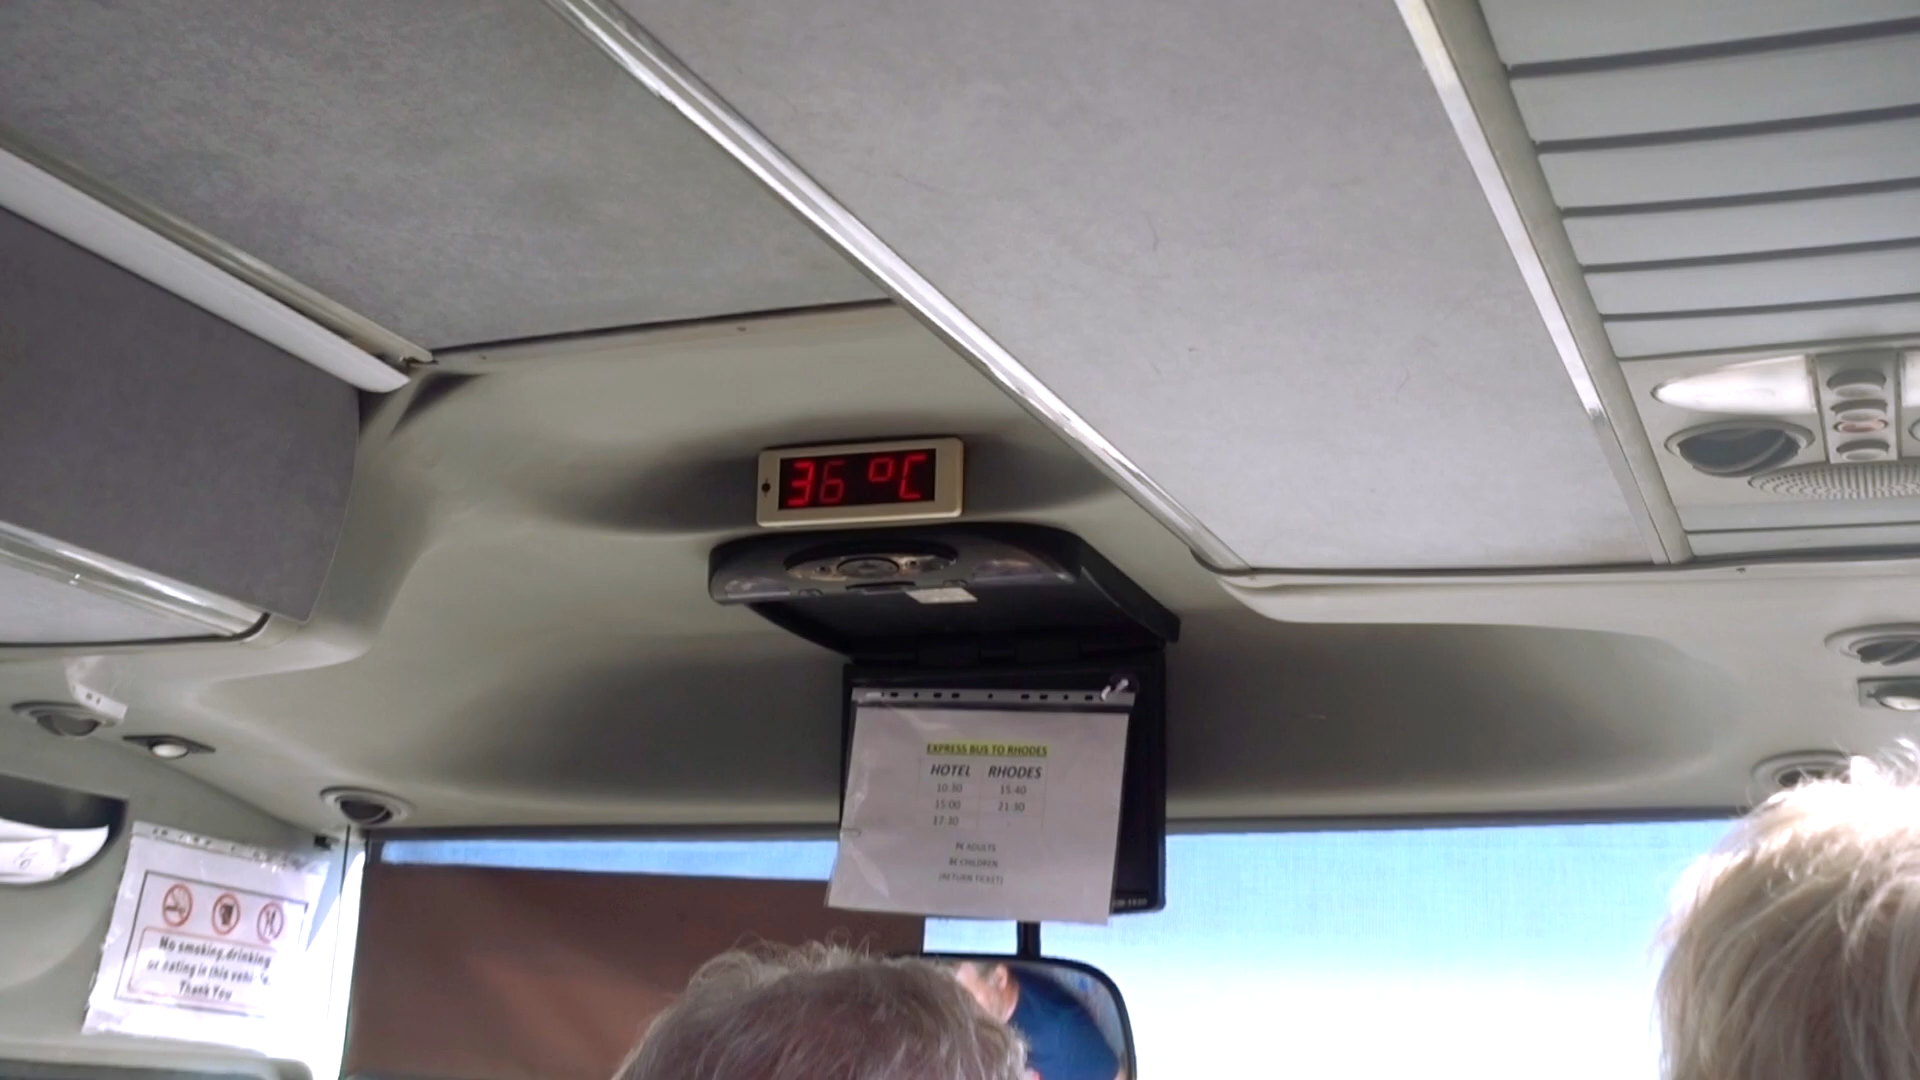 36 °C
EXPRESS BUS TO RHODES
HOTEL RHODES
10:30 15:40
15:00 21:30
17:30
ADULTS
CHILDREN
(RETURN TICKET)
No smoking, drinking
or eating in this
Thank You